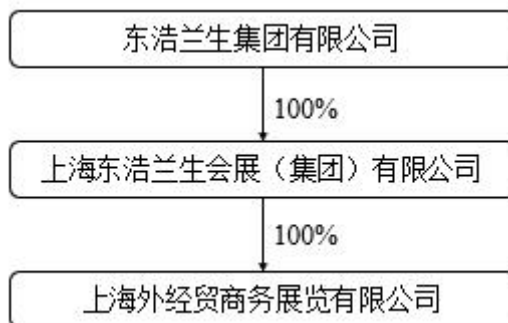 东浩兰生集团有限公司
100%
上海东浩兰生会展（集团）有限公司
100%
上海外经贸商务展览有限公司